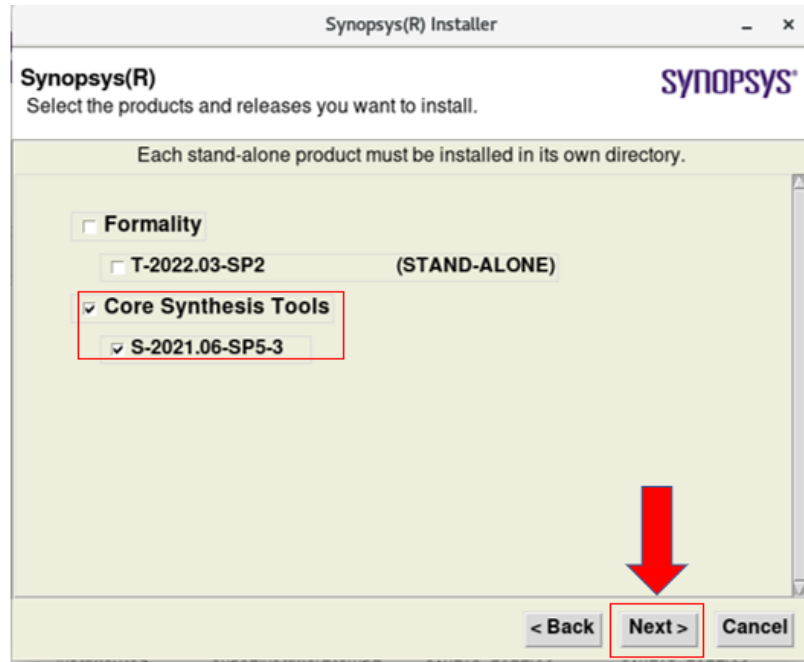 Synopsys(R) Installer
Synopsys(R)
SYNOPSYS®
Select the products and releases you want to install.
Each stand-alone product must be installed in its own directory.
Formality
T-2022.03-SP2 (STAND-ALONE)
Core Synthesis Tools
S-2021.06-SP5-3
< Back Next > Cancel